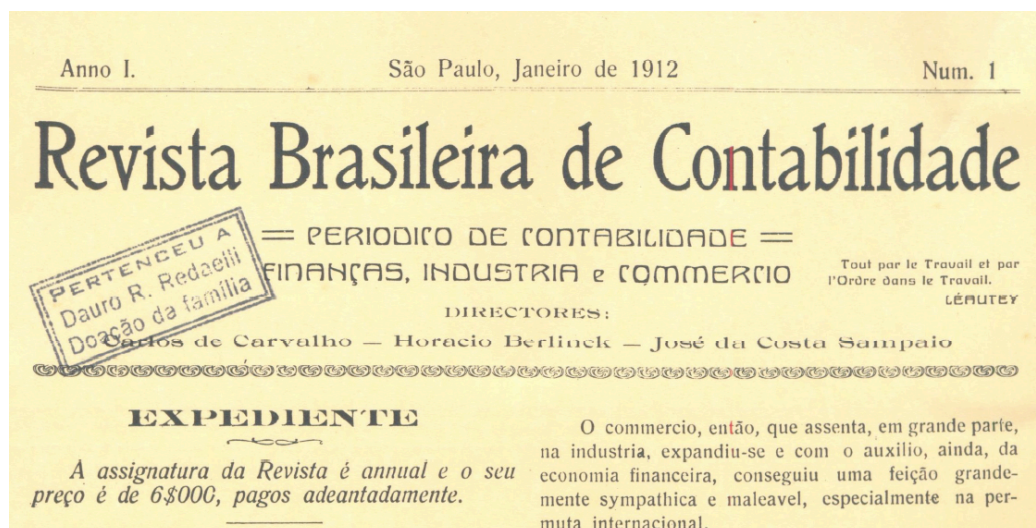 Anno I. São Paulo, Janeiro de 1912 Num. 1
Revista Brasileira de Contabilidade
= PERIODICO DE CONTABILIDADE =
FINANÇAS, INDUSTRIA e COMMERCIO
Tout par le Travail et par
l'Ordre dans le Travail.
LÉAUTEY
PERTENCEU A
Dauro R. Redaelli
Doação da família
DIRECTORES:
Carlos de Carvalho — Horacio Berlinck — José da Costa Sampaio
EXPEDIENTE
A assignatura da Revista é annual e o seu
preço é de 6$000, pagos adeantadamente.
O commercio, então, que assenta, em grande parte,
na industria, expandiu-se e com o auxilio, ainda, da
economia financeira, conseguiu uma feição grande-
mente sympathica e maleavel, especialmente na per-
muta internacional.